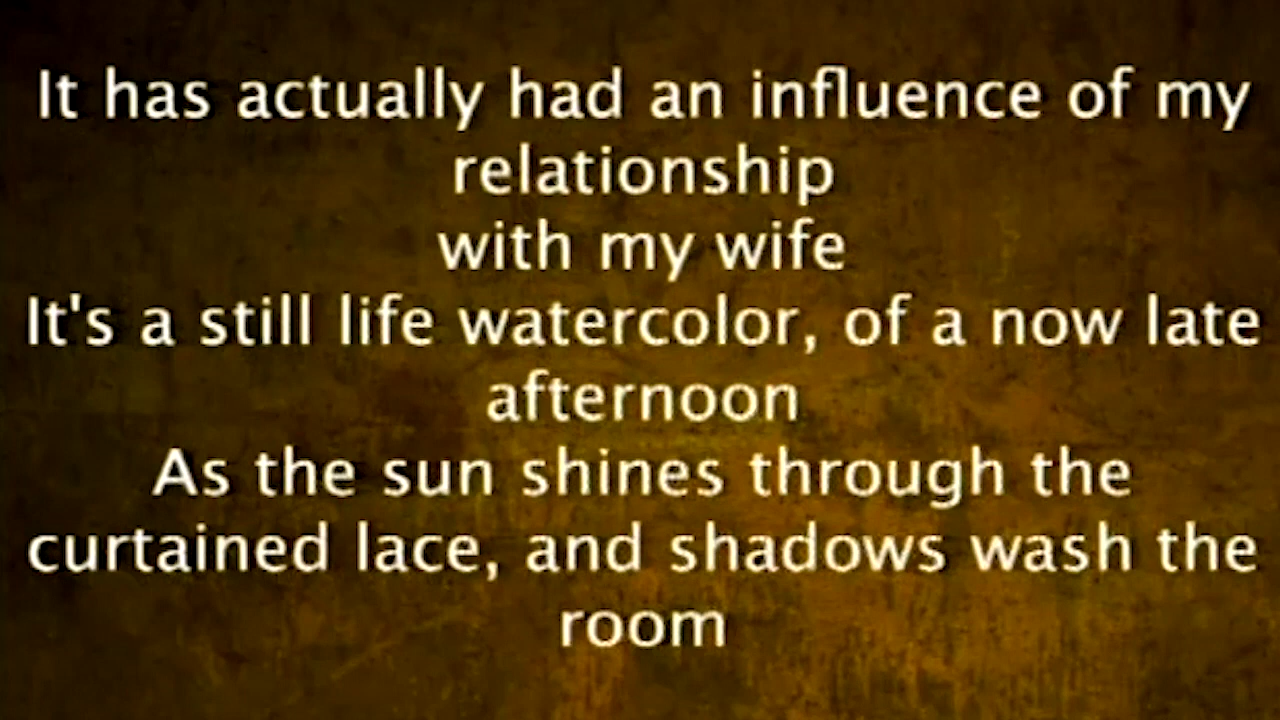 It has actually had an influence of my
relationship
with my wife
It's a still life watercolor, of a now late
afternoon
As the sun shines through the
curtained lace, and shadows wash the
room